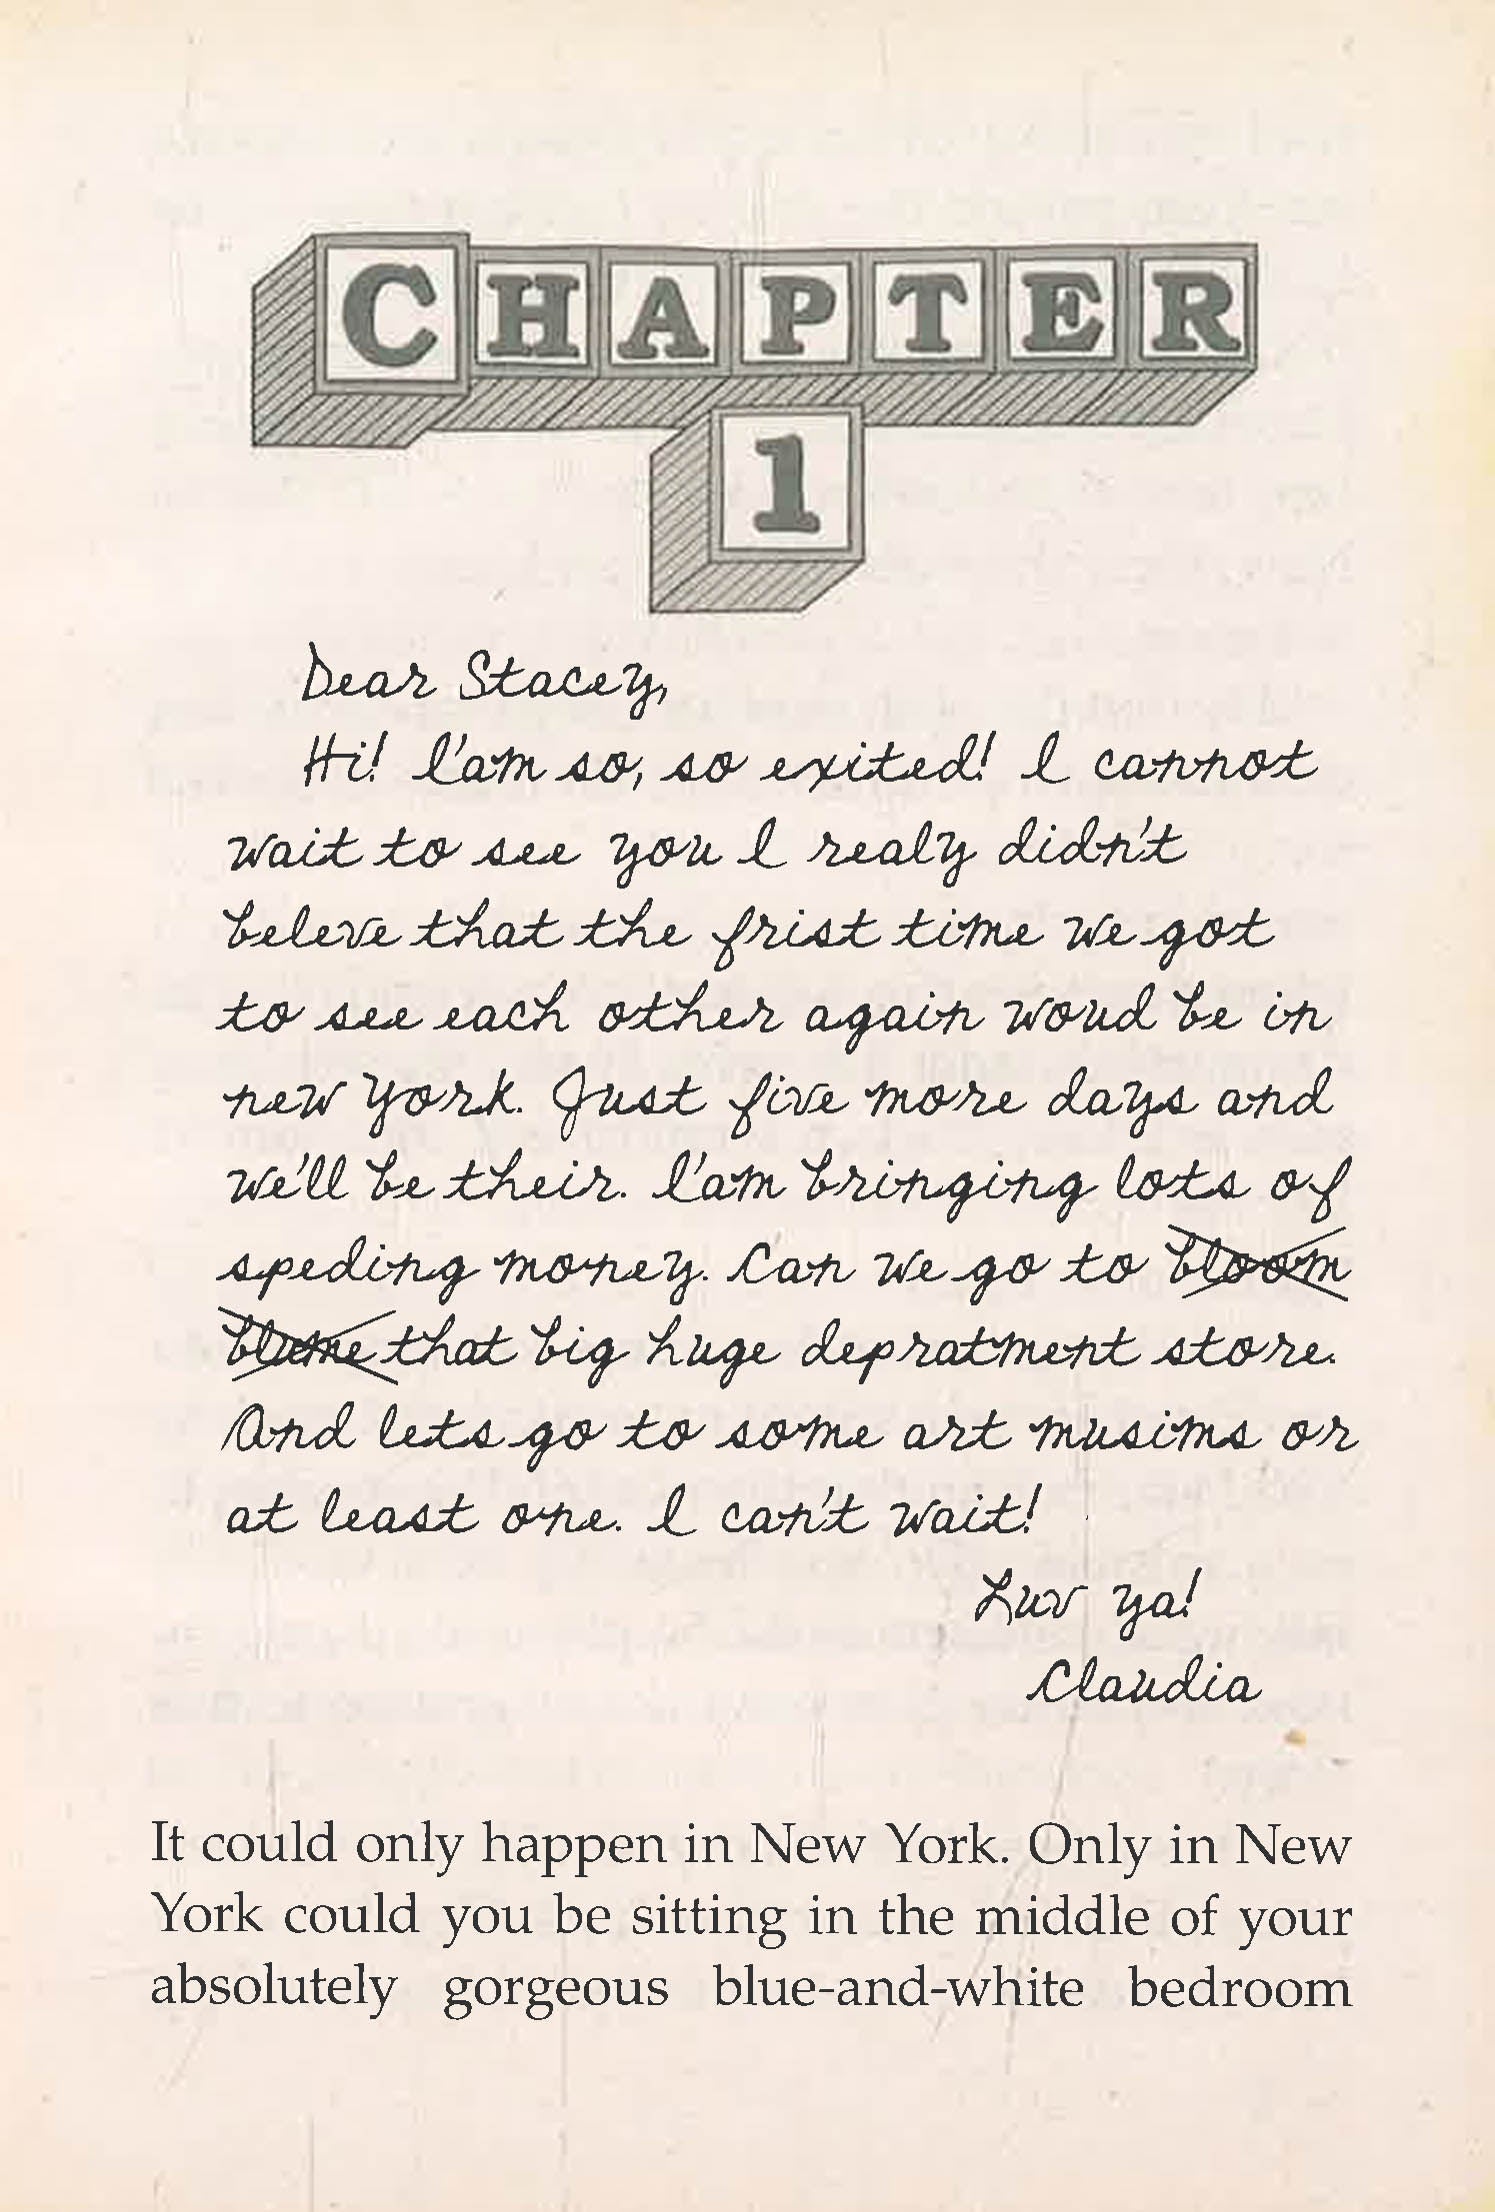 CHAPTER
1
Dear Stacey,
Hi! I'am so, so exited! I cannot
wait to see you I realy didn't
beleve that the frist time we got
to see each other again woud be in
new York. Just five more days and
we'll be their. I'am bringing lots of
speding money. Can we go to bloom
blume that big huge depratment store.
And lets go to some art musims or
at least one. I can't wait!
Luv ya!
Claudia
It could only happen in New York. Only in New
York could you be sitting in the middle of your
absolutely gorgeous blue-and-white bedroom